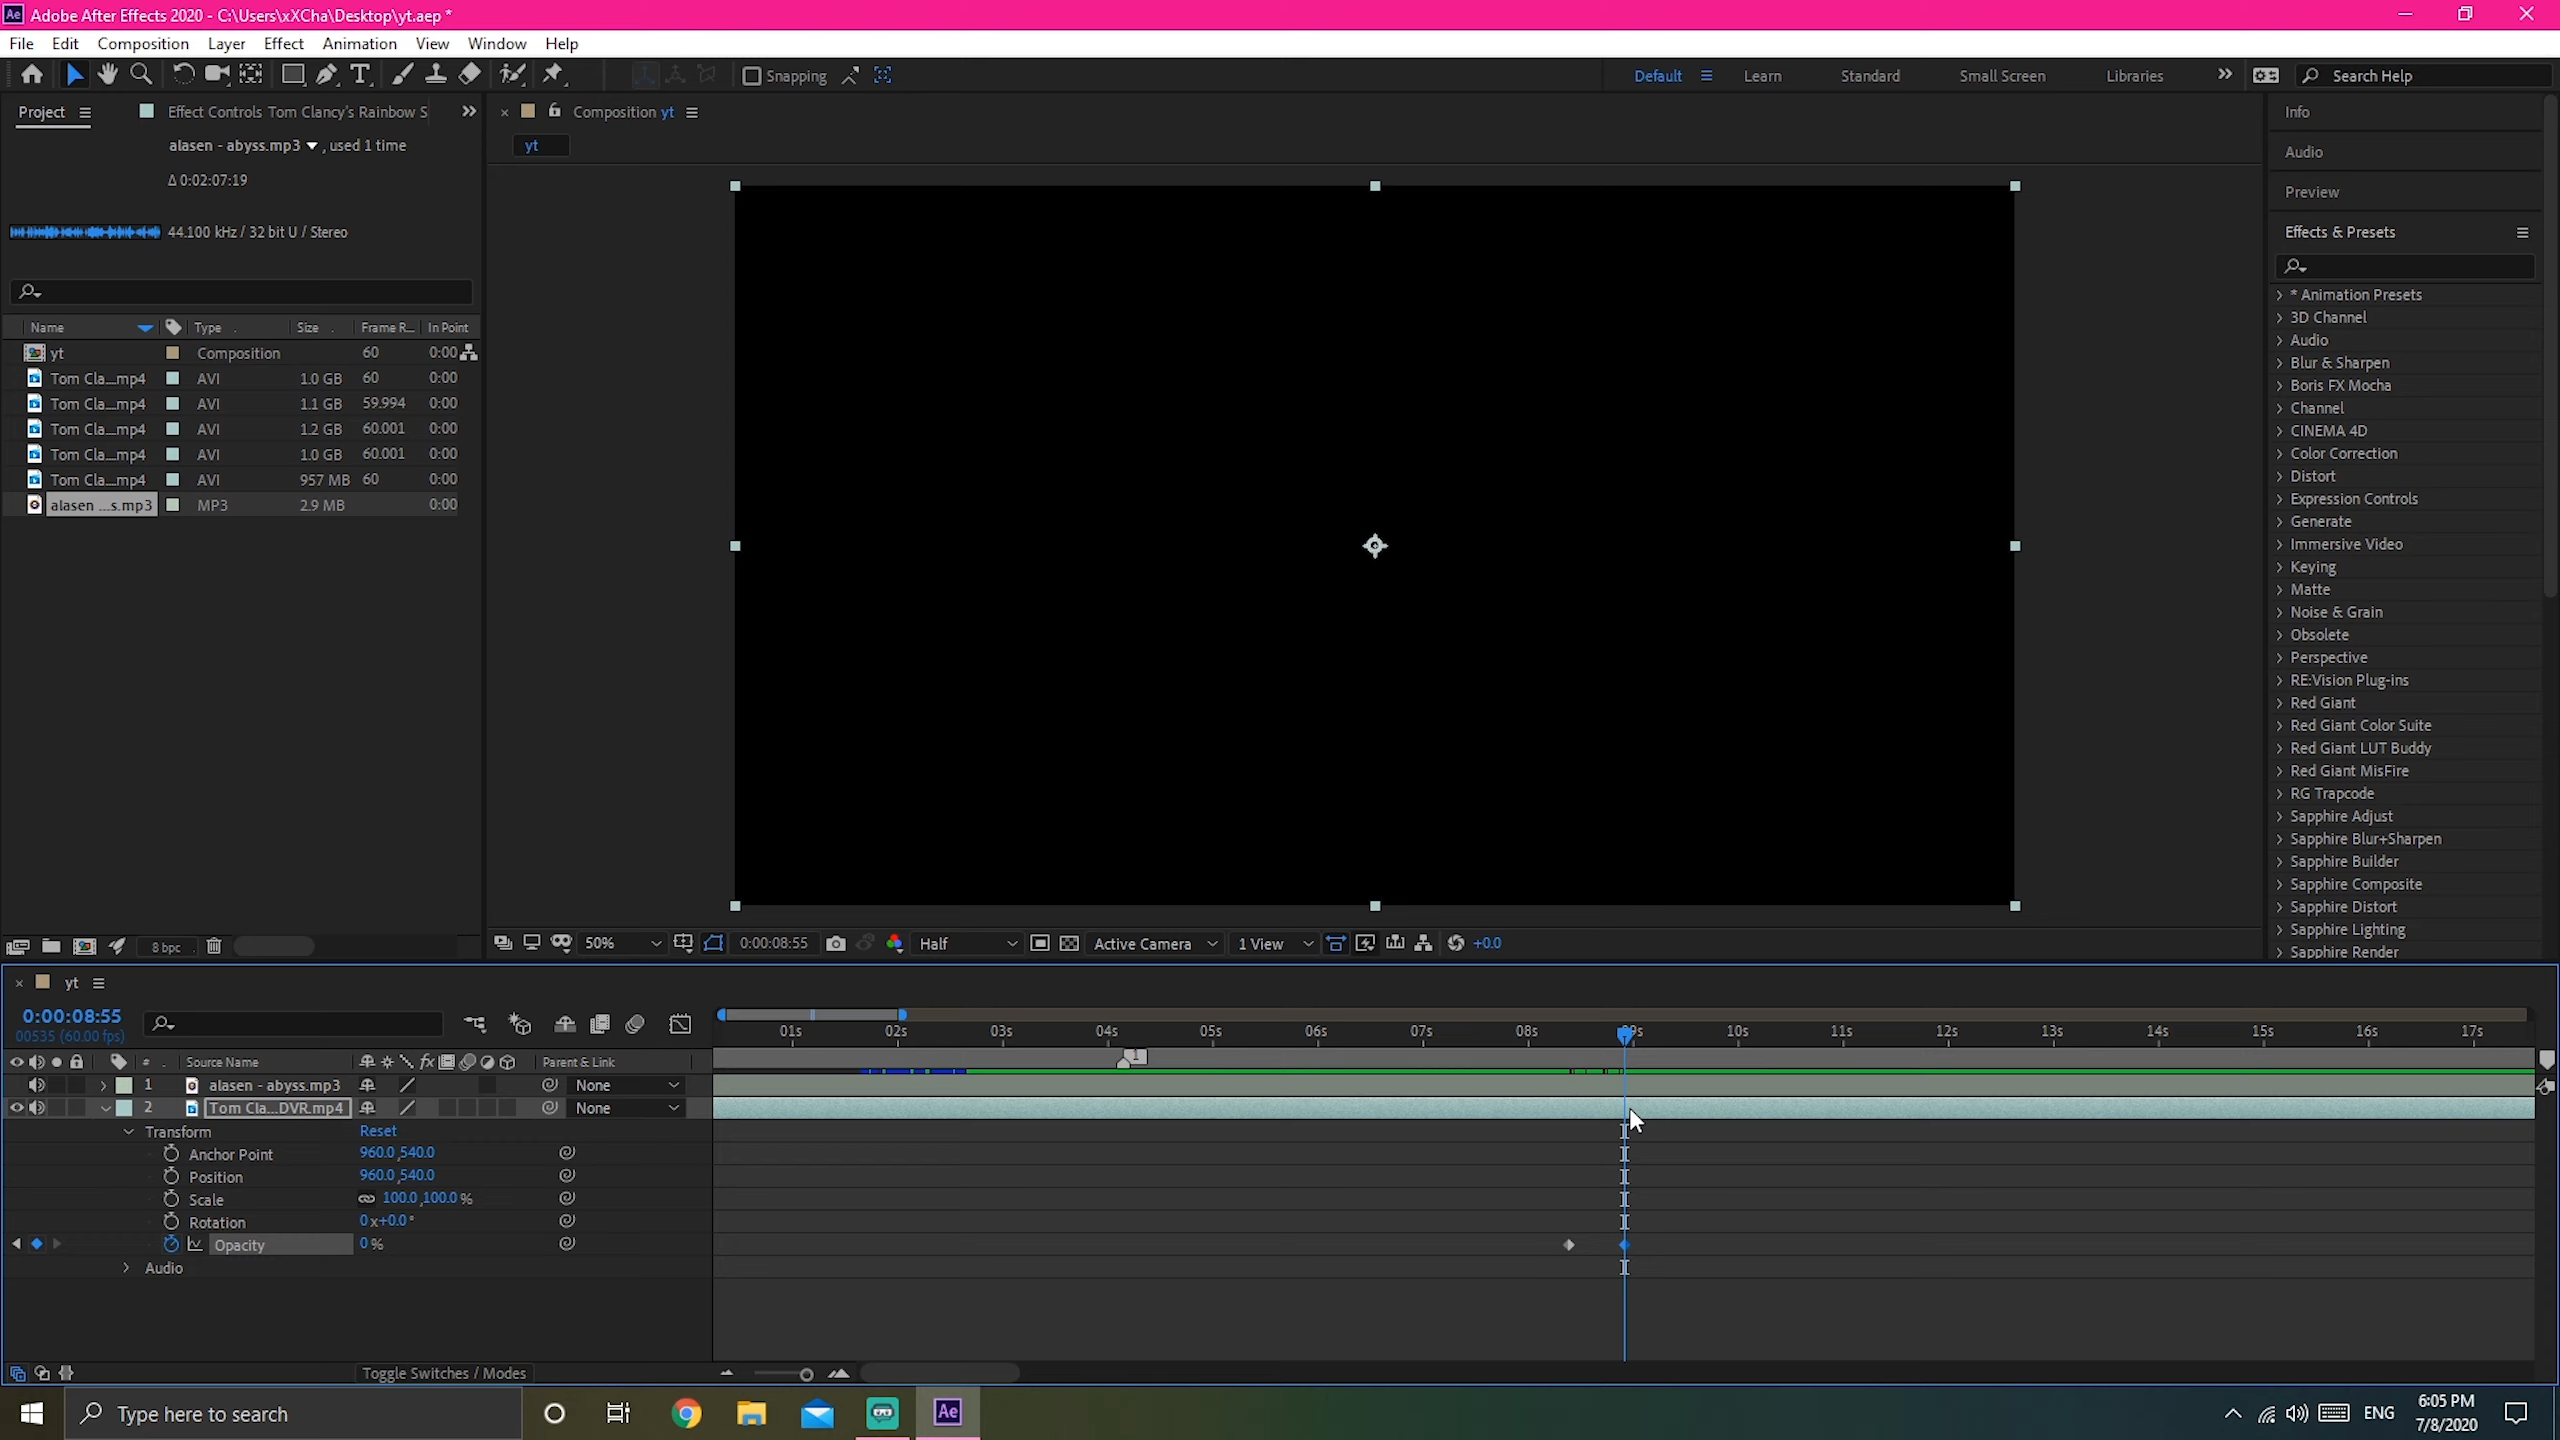 Ae Adobe After Effects 2020 - C:\Users\xXCha\Desktop\yt.aep *
File Edit Composition Layer Effect Animation View Window Help
Snapping Default Learn Standard Small Screen Libraries Search Help
Project Effect Controls Tom Clancy's Rainbow S
alasen - abyss.mp3 , used 1 time
Δ 0:02:07:19
44.100 kHz / 32 bit U / Stereo
Name Type Size Frame R... In Point
yt Composition 60 0:00
Tom Cla...mp4 AVI 1.0 GB 60 0:00
Tom Cla...mp4 AVI 1.1 GB 59.994 0:00
Tom Cla...mp4 AVI 1.2 GB 60.001 0:00
Tom Cla...mp4 AVI 1.0 GB 60.001 0:00
Tom Cla...mp4 AVI 957 MB 60 0:00
alasen ...s.mp3 MP3 2.9 MB 0:00
8 bpc
Composition yt
yt
50% 0:00:08:55 Half Active Camera 1 View +0.0
Info
Audio
Preview
Effects & Presets
* Animation Presets
3D Channel
Audio
Blur & Sharpen
Boris FX Mocha
Channel
CINEMA 4D
Color Correction
Distort
Expression Controls
Generate
Immersive Video
Keying
Matte
Noise & Grain
Obsolete
Perspective
RE:Vision Plug-ins
Red Giant
Red Giant Color Suite
Red Giant LUT Buddy
Red Giant MisFire
RG Trapcode
Sapphire Adjust
Sapphire Blur+Sharpen
Sapphire Builder
Sapphire Composite
Sapphire Distort
Sapphire Lighting
Sapphire Render
yt
0:00:08:55
00535 (60.00 fps)
01s 02s 03s 04s 05s 06s 07s 08s 09s 10s 11s 12s 13s 14s 15s 16s 17s
# Source Name fx Parent & Link
1
1 alasen - abyss.mp3 None
2 Tom Cla...DVR.mp4 None
Transform Reset
Anchor Point 960.0,540.0
Position 960.0,540.0
Scale 100.0,100.0 %
Rotation 0x+0.0°
Opacity 0 %
Audio
Toggle Switches / Modes
Type here to search
Ae
ENG
6:05 PM
7/8/2020